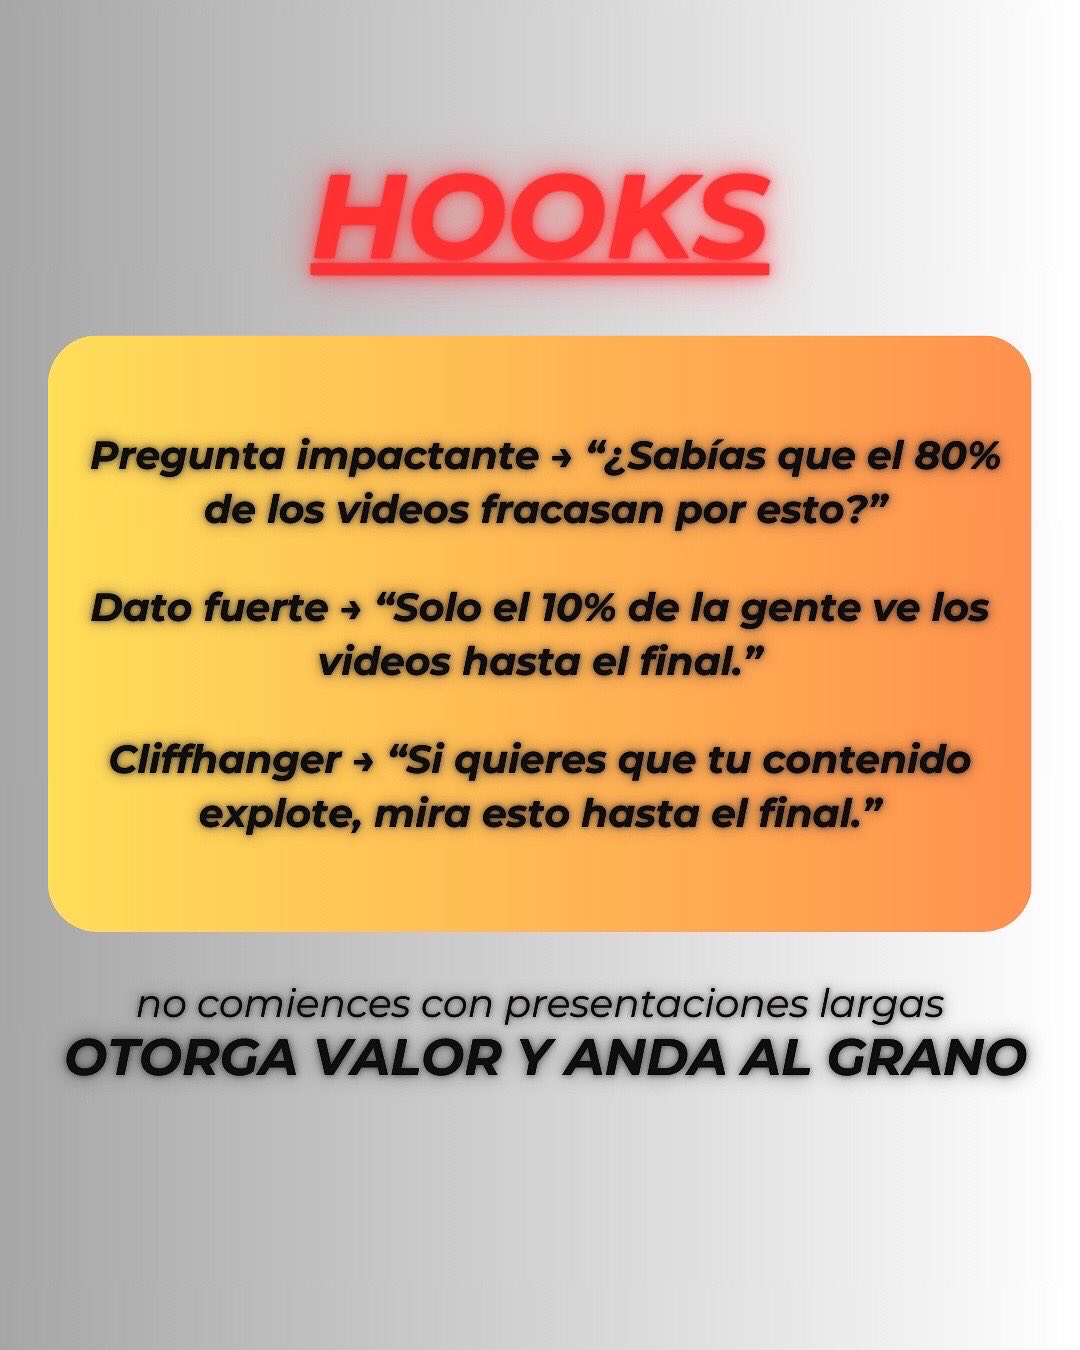 HOOKS
Pregunta impactante → “¿Sabías que el 80%
de los videos fracasan por esto?”
Dato fuerte → “Solo el 10% de la gente ve los
videos hasta el final.”
Cliffhanger → “Si quieres que tu contenido
explote, mira esto hasta el final.”
no comiences con presentaciones largas
OTORGA VALOR Y ANDA AL GRANO